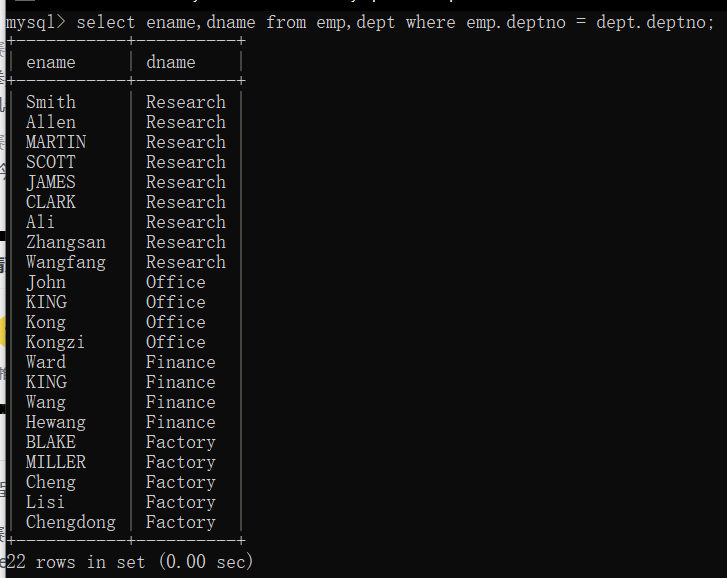 mysql> select ename,dname from emp,dept where emp.deptno = dept.deptno;
+-----------+----------+
| ename     | dname    |
+-----------+----------+
| Smith     | Research |
| Allen     | Research |
| MARTIN    | Research |
| SCOTT     | Research |
| JAMES     | Research |
| CLARK     | Research |
| Ali       | Research |
| Zhangsan  | Research |
| Wangfang  | Research |
| John      | Office   |
| KING      | Office   |
| Kong      | Office   |
| Kongzi    | Office   |
| Ward      | Finance  |
| KING      | Finance  |
| Wang      | Finance  |
| Hewang    | Finance  |
| BLAKE     | Factory  |
| MILLER    | Factory  |
| Cheng     | Factory  |
| Lisi      | Factory  |
| Chengdong | Factory  |
+-----------+----------+
22 rows in set (0.00 sec)